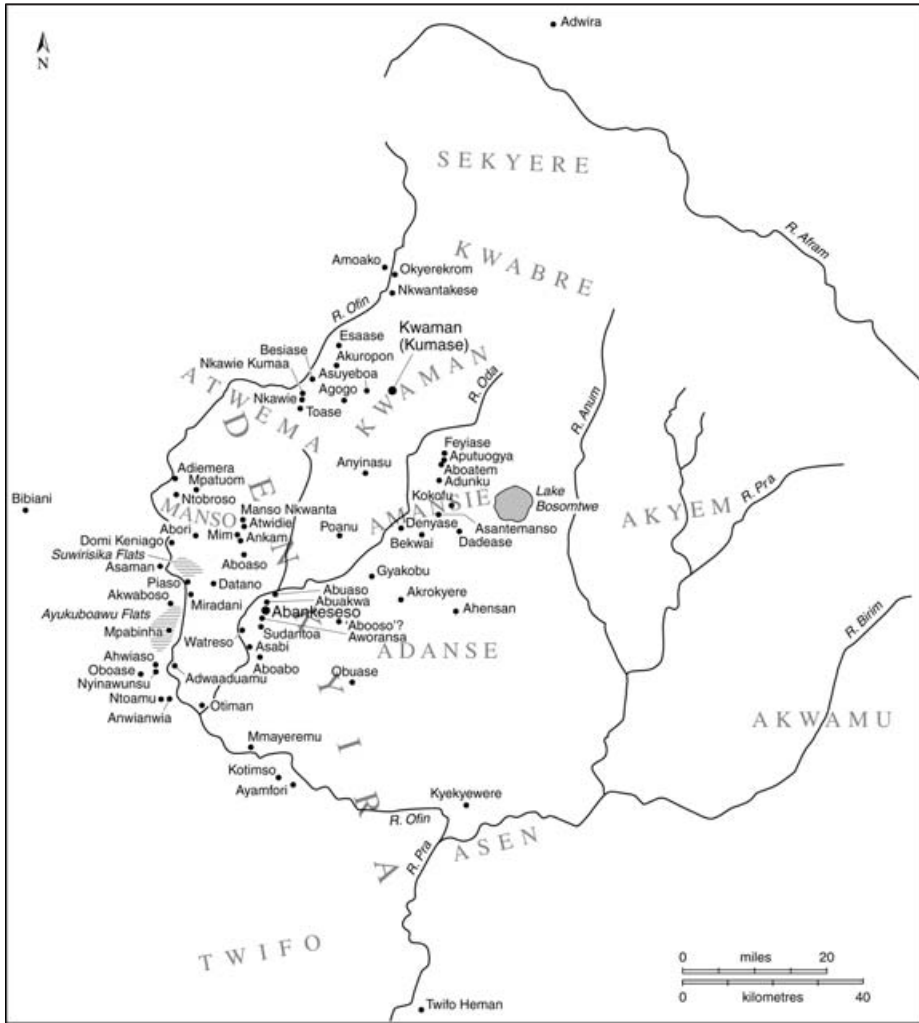 Adwira
N
SEKYERE
R. Afram
KWABRE
Amoako
Okyerekrom
Nkwantakese
R. Ofin
Kwaman
(Kumase)
Esaase
Besiase
Akuropon
Nkawie Kumaa
Asuyeboa
Agogo
Nkawie
Toase
ATWEMA
KWAMAN
R. Oda
R. Anum
DENKYIRA
Feyiase
Aputuogya
Aboatem
Adunku
Anyinasu
Adiemera
Mpatuom
Ntobroso
Bibiani
Kokofu
Lake
Bosomtwe
AMANSIE
R. Pra
AKYEM
MANSO
Manso Nkwanta
Atwidie
Abori
Mim
Ankam
Poanu
Denyase
Asantemanso
Bekwai
Dadease
Domi Keniago
Suwirisika Flats
Aboaso
Asaman
Gyakobu
Piaso
Datano
Abuaso
Akrokyere
Akwaboso
Miradani
Abuakwa
Ahensan
Ayukuboawu Flats
Abankeseso
'Abooso'?
R. Birim
Mpabinha
Watreso
Sudaritoa
Aworansa
Asabi
ADANSE
Ahwiaso
Oboase
Adwaaduamu
Aboabo
Nyinawunsu
Obuase
Ntoamu
Otiman
Anwianwia
AKWAMU
Mmayeremu
Kotimso
Ayamfori
Kyekyewere
R. Ofin
ASEN
R. Pra
TWIFO
0 miles 20
0 kilometres 40
Twifo Heman